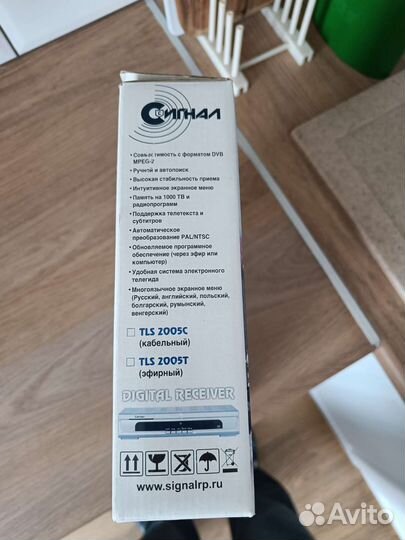 СИГНАЛ
• Совместимость с форматом DVB
MPEG-2
• Ручной и автопоиск
• Высокая стабильность приема
• Интуитивное экранное меню
• Память на 1000 ТВ и
радиопрограмм
• Поддержка телетекста и
субтитров
• Автоматическое
преобразование PAL/NTSC
• Обновляемое программное
обеспечение (через эфир или
компьютер)
• Удобная система электронного
телегида
• Многоязычное экранное меню
(Русский, английский, польский,
болгарский, румынский,
венгерский)
TLS 2005C
(кабельный)
TLS 2005T
(эфирный)
DIGITAL RECEIVER
www.signalrp.ru
Avito